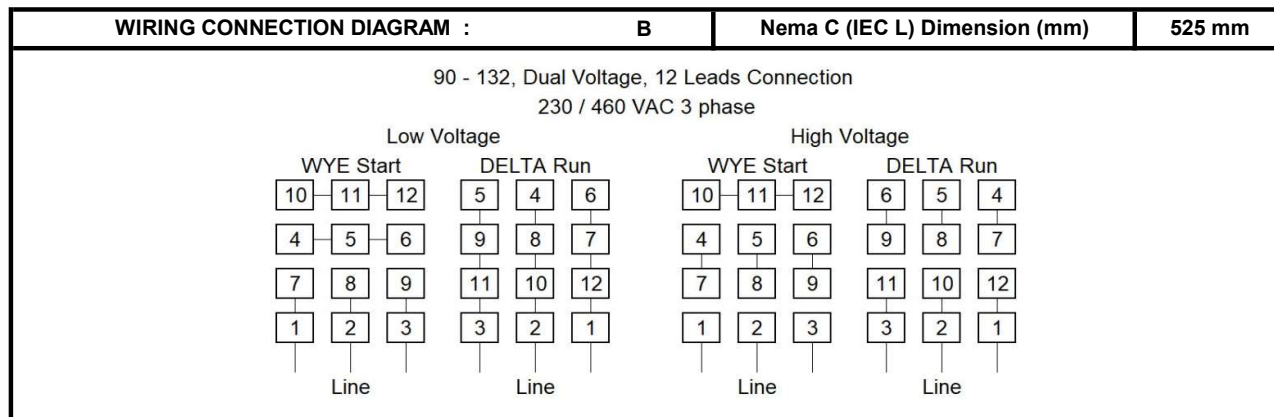 WIRING CONNECTION DIAGRAM : B Nema C (IEC L) Dimension (mm) 525 mm
90 - 132, Dual Voltage, 12 Leads Connection
230 / 460 VAC 3 phase
Low Voltage High Voltage
WYE Start DELTA Run WYE Start DELTA Run
10 11 12 5 4 6 10 11 12 6 5 4
4 5 6 9 8 7 4 5 6 9 8 7
7 8 9 11 10 12 7 8 9 11 10 12
1 2 3 3 2 1 1 2 3 3 2 1
Line Line Line Line